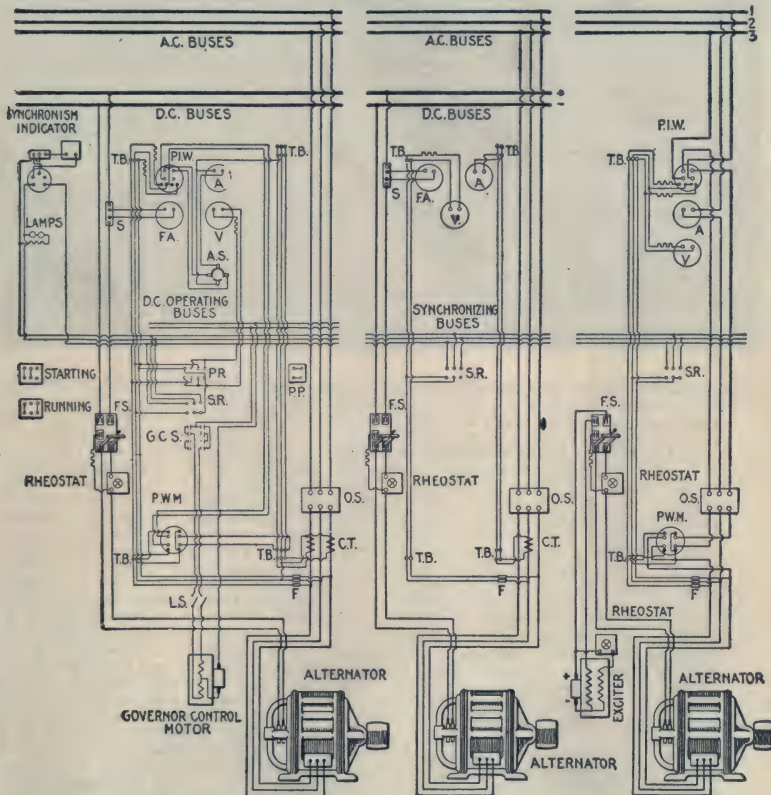 1
2
3
A.C. BUSES
A.C. BUSES
+
-
D.C. BUSES
D.C. BUSES
SYNCHRONISM
INDICATOR
LAMPS
T.B.
P.I.W.
A
T.B.
S
F.A.
V
A.S.
D.C. OPERATING
BUSES
STARTING
RUNNING
P.R.
S.R.
P.P.
F.S.
G.C.S.
RHEOSTAT
P.W.M
O.S.
T.B.
T.B.
C.T.
F
L.S.
GOVERNOR CONTROL
MOTOR
ALTERNATOR
T.B.
T.B.
S
F.A.
A
V.
SYNCHRONIZING
BUSES
S.R.
F.S.
RHEOSTAT
O.S.
T.B.
T.B.
C.T.
F
ALTERNATOR
P.I.W.
T.B.
A
V
S.R.
F.S.
RHEOSTAT
O.S.
P.W.M.
T.B.
F
RHEOSTAT
+
-
EXCITER
ALTERNATOR